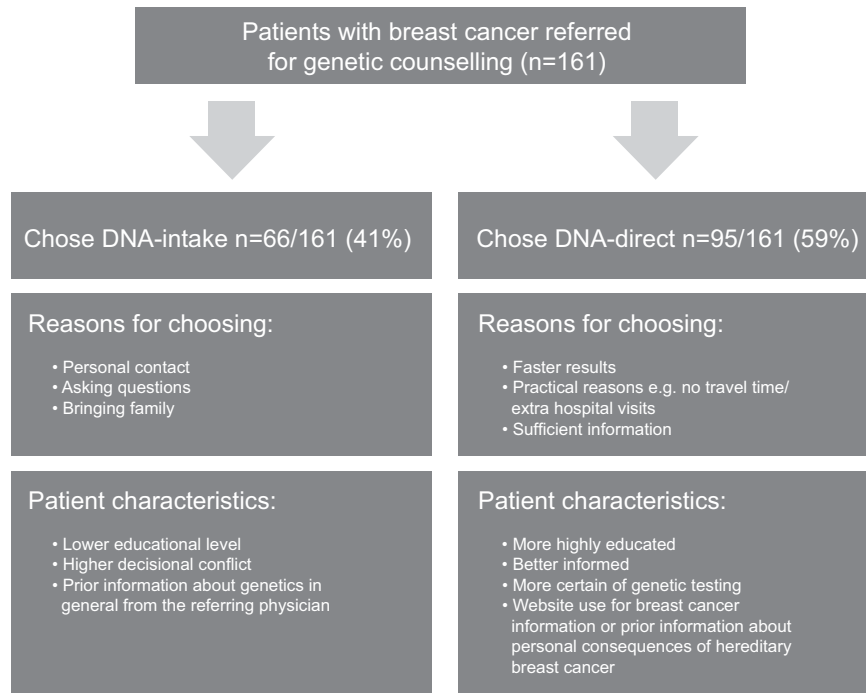 Patients with breast cancer referred
for genetic counselling (n=161)
Chose DNA-intake n=66/161 (41%)
Reasons for choosing:
• Personal contact
• Asking questions
• Bringing family
Patient characteristics:
• Lower educational level
• Higher decisional conflict
• Prior information about genetics in
general from the referring physician
Chose DNA-direct n=95/161 (59%)
Reasons for choosing:
• Faster results
• Practical reasons e.g. no travel time/
extra hospital visits
• Sufficient information
Patient characteristics:
• More highly educated
• Better informed
• More certain of genetic testing
• Website use for breast cancer
information or prior information about
personal consequences of hereditary
breast cancer